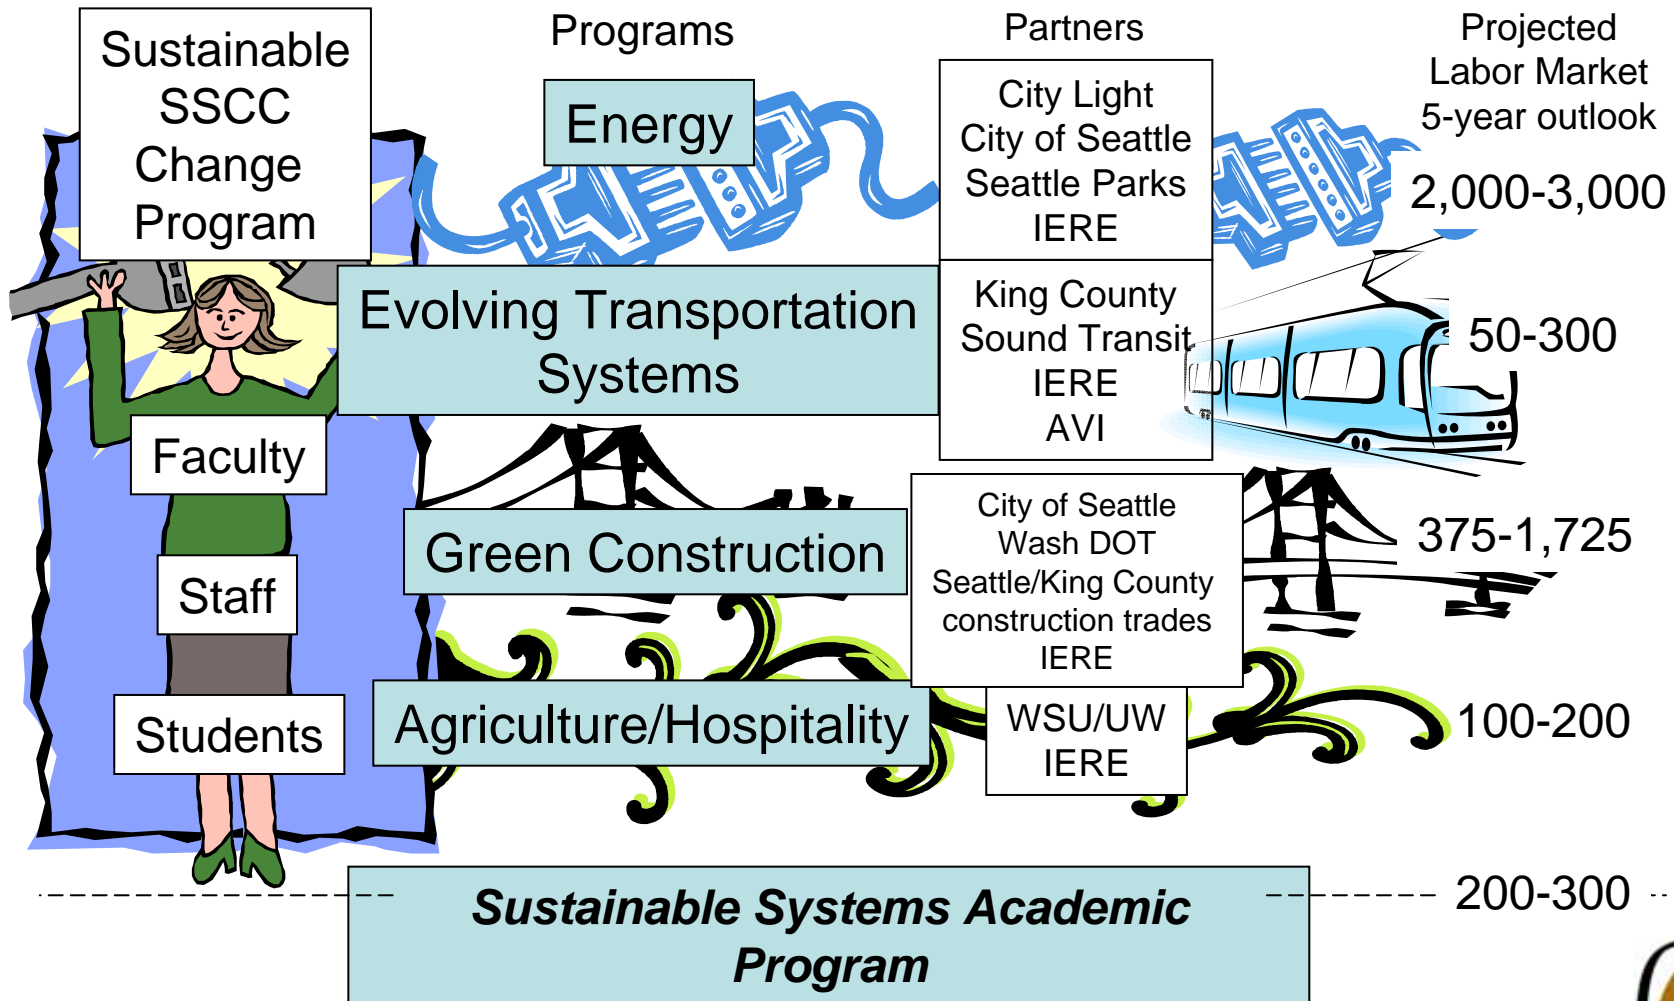 Sustainable
SSCC
Change
Program
Programs
Partners
Projected
Labor Market
5-year outlook
Energy
City Light
City of Seattle
Seattle Parks
IERE
2,000-3,000
Evolving Transportation
Systems
King County
Sound Transit
IERE
AVI
50-300
Faculty
Green Construction
City of Seattle
Wash DOT
Seattle/King County
construction trades
IERE
375-1,725
Staff
Students
Agriculture/Hospitality
WSU/UW
IERE
100-200
Sustainable Systems Academic
Program
200-300